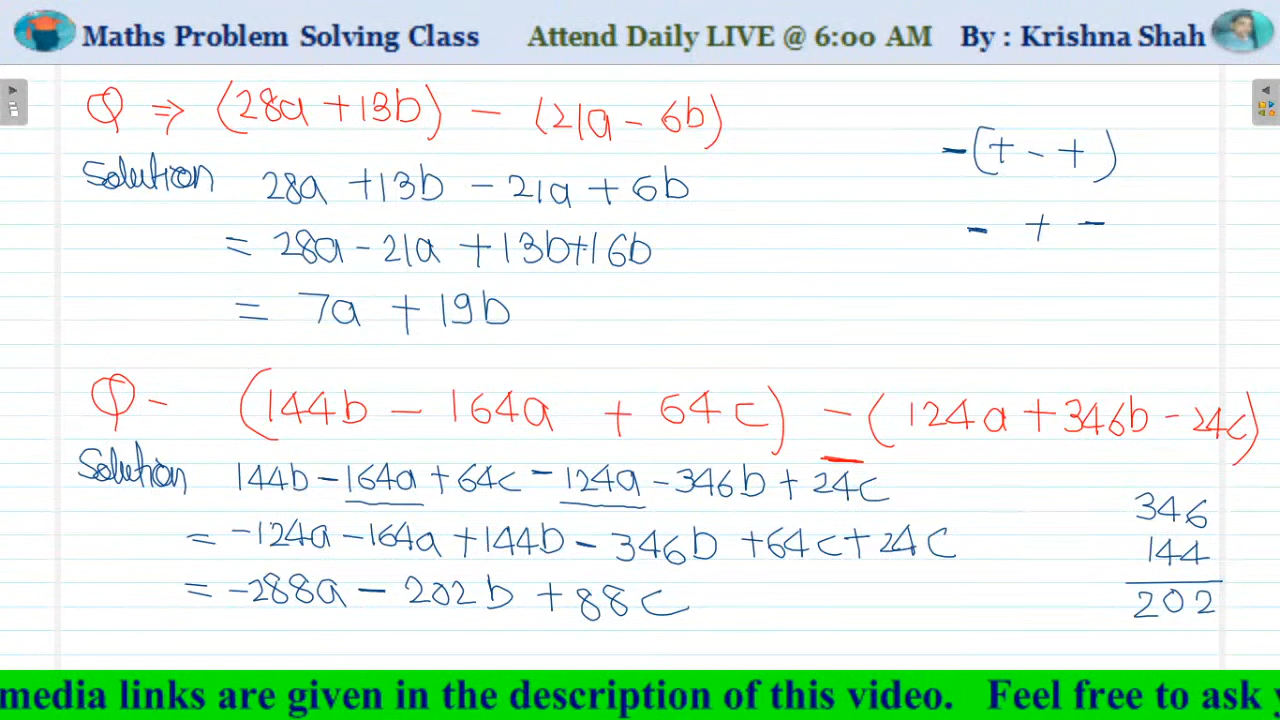 Maths Problem Solving Class Attend Daily LIVE @ 6:00 AM By : Krishna Shah
Q ⇒ (28a + 13b) - (21a - 6b)
-(+ - +)
Solution 28a + 13b - 21a + 6b
- + -
= 28a - 21a + 13b + 6b
= 7a + 19b
Q - (144b - 164a + 64c) - (124a + 346b - 24c)
Solution 144b - 164a + 64c - 124a - 346b + 24c
= -124a - 164a + 144b - 346b + 64c + 24c
= -288a - 202b + 88c
346
144
202
media links are given in the description of this video. Feel free to ask